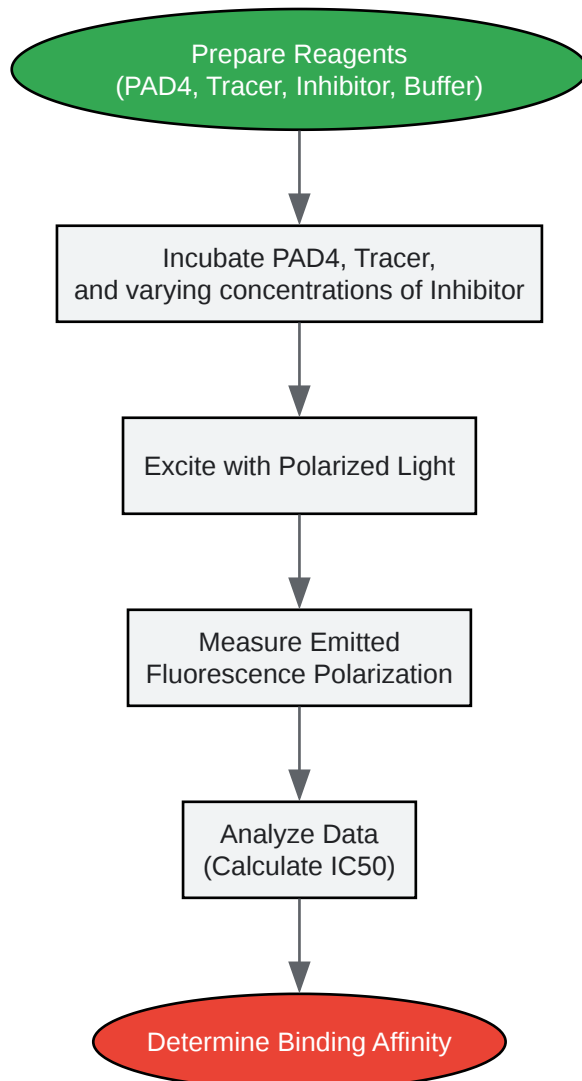 Prepare Reagents
(PAD4, Tracer, Inhibitor, Buffer)
Incubate PAD4, Tracer,
and varying concentrations of Inhibitor
Excite with Polarized Light
Measure Emitted
Fluorescence Polarization
Analyze Data
(Calculate IC50)
Determine Binding Affinity